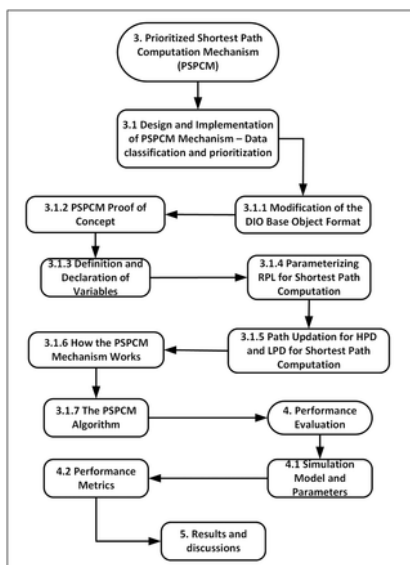 3. Prioritized Shortest Path
Computation Mechanism
(PSPCM)
3.1 Design and Implementation
of PSPCM Mechanism – Data
classification and prioritization
3.1.1 Modification of the
DIO Base Object Format
3.1.2 PSPCM Proof of
Concept
3.1.3 Definition and
Declaration of
Variables
3.1.4 Parameterizing
RPL for Shortest Path
Computation
3.1.5 Path Updation for HPD
and LPD for Shortest Path
Computation
3.1.6 How the PSPCM
Mechanism Works
3.1.7 The PSPCM
Algorithm
4. Performance
Evaluation
4.1 Simulation
Model and
Parameters
4.2 Performance
Metrics
5. Results and
discussions